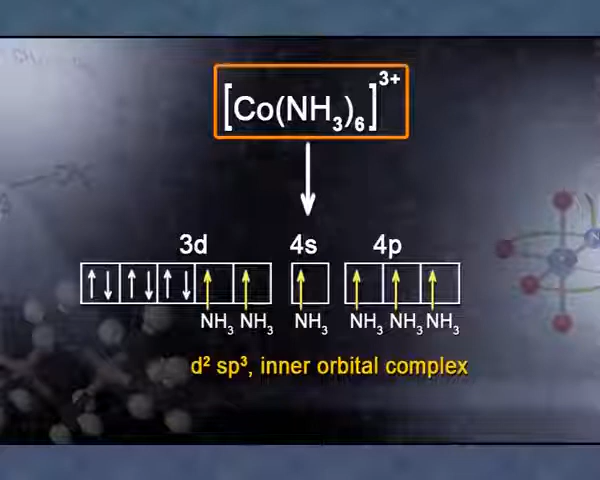 [Co(NH₃)₆]³⁺
3d 4s 4p
NH₃ NH₃ NH₃ NH₃ NH₃ NH₃
d² sp³, inner orbital complex